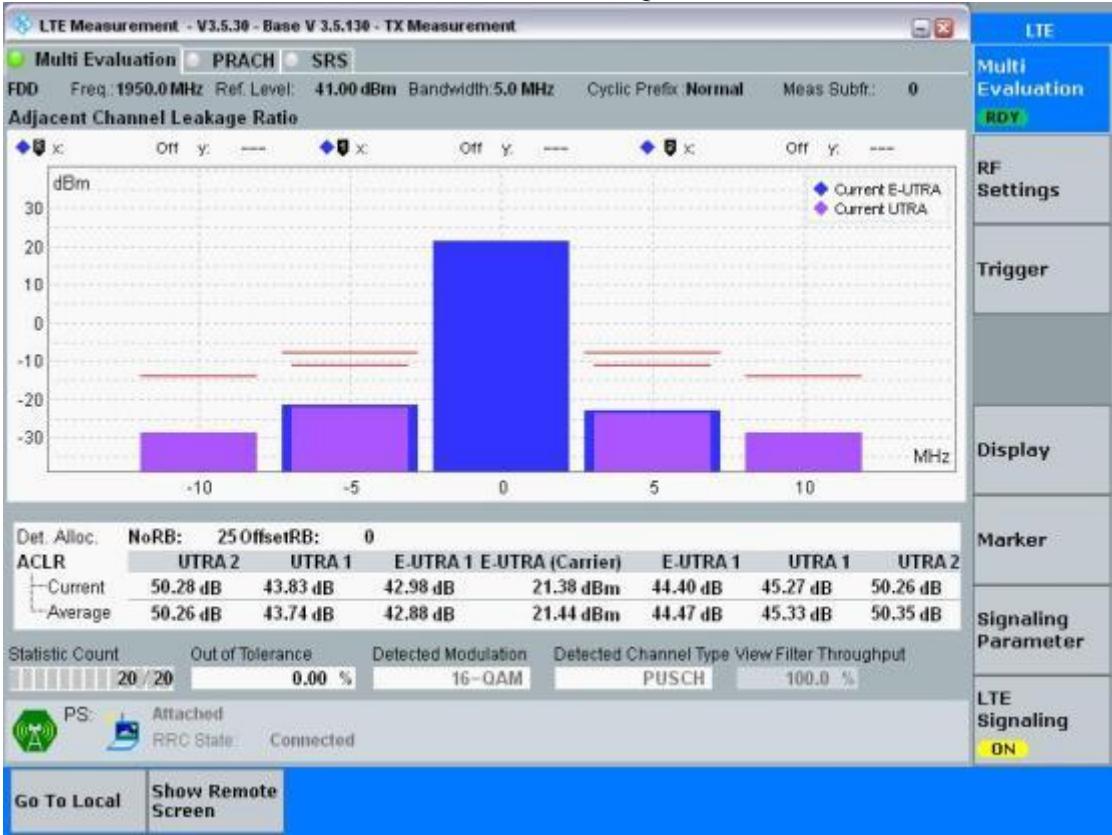 LTE Measurement - V3.5.30 - Base V 3.5.130 - TX Measurement
LTE
Multi Evaluation PRACH SRS
Multi Evaluation
RDY
FDD Freq.: 1950.0 MHz Ref. Level: 41.00 dBm Bandwidth: 5.0 MHz Cyclic Prefix: Normal Meas Subfr.: 0
Adjacent Channel Leakage Ratio
x: Off y: --- x: Off y: --- x: Off y: ---
dBm
Current E-UTRA
Current UTRA
30
20
10
0
-10
-20
-30
MHz
-10 -5 0 5 10
RF
Settings
Trigger
Display
Marker
Signaling
Parameter
LTE
Signaling
ON
Det. Alloc. NoRB: 25 OffsetRB: 0
ACLR UTRA 2 UTRA 1 E-UTRA 1 E-UTRA (Carrier) E-UTRA 1 UTRA 1 UTRA 2
Current 50.28 dB 43.83 dB 42.98 dB 21.38 dBm 44.40 dB 45.27 dB 50.26 dB
Average 50.26 dB 43.74 dB 42.88 dB 21.44 dBm 44.47 dB 45.33 dB 50.35 dB
Statistic Count Out of Tolerance Detected Modulation Detected Channel Type View Filter Throughput
20 / 20 0.00 % 16-QAM PUSCH 100.0 %
PS: Attached
RRC State: Connected
Go To Local Show Remote
Screen